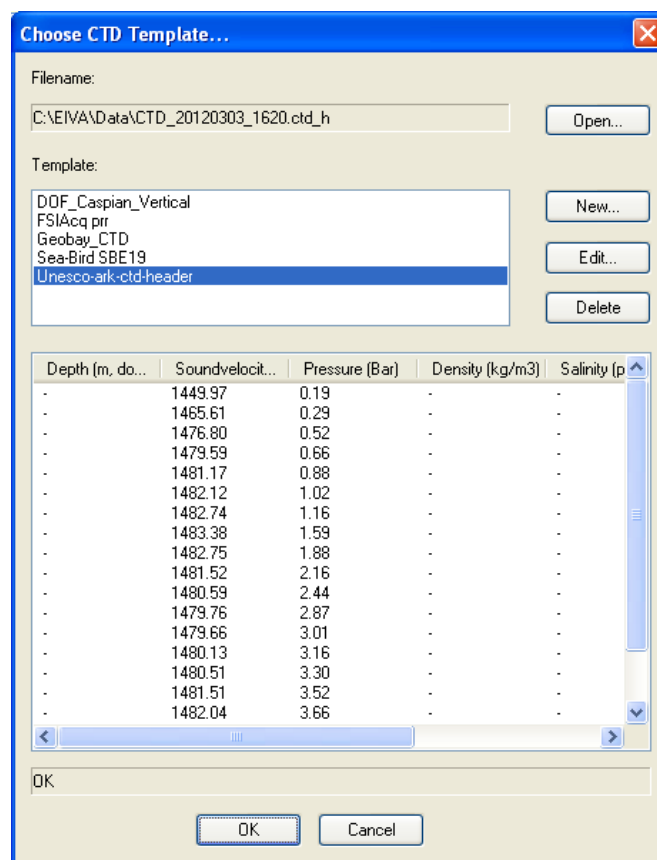 Choose CTD Template...
Filename:
C:\EIVA\Data\CTD_20120303_1620.ctd_h
Open...
Template:
DOF_Caspian_Vertical
FSIAcq prr
Geobay_CTD
Sea-Bird SBE19
Unesco-ark-ctd-header
New...
Edit...
Delete
Depth (m, do... Soundvelocit... Pressure (Bar) Density (kg/m3) Salinity (p
- 1449.97 0.19 - -
- 1465.61 0.29 - -
- 1476.80 0.52 - -
- 1479.59 0.66 - -
- 1481.17 0.88 - -
- 1482.12 1.02 - -
- 1482.74 1.16 - -
- 1483.38 1.59 - -
- 1482.75 1.88 - -
- 1481.52 2.16 - -
- 1480.59 2.44 - -
- 1479.76 2.87 - -
- 1479.66 3.01 - -
- 1480.13 3.16 - -
- 1480.51 3.30 - -
- 1481.51 3.52 - -
- 1482.04 3.66 - -
OK
OK Cancel